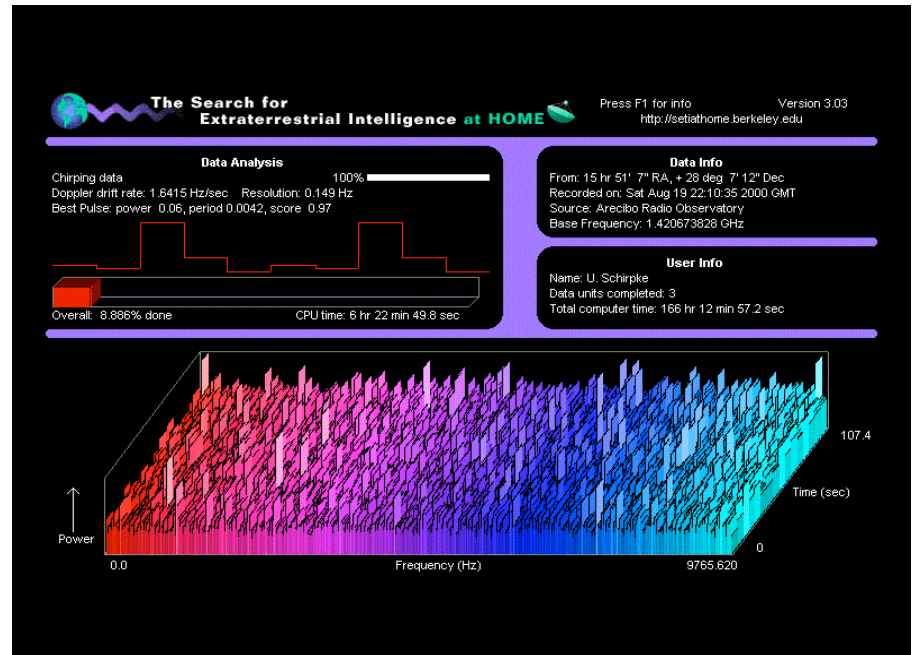 The Search for
Extraterrestrial Intelligence at HOME
Press F1 for info Version 3.03
http://setiathome.berkeley.edu
Data Analysis
Chirping data 100%
Doppler drift rate: 1.6415 Hz/sec Resolution: 0.149 Hz
Best Pulse: power 0.06, period 0.0042, score 0.97
Overall: 8.886% done CPU time: 6 hr 22 min 49.8 sec
Data Info
From: 15 hr 51' 7" RA, + 28 deg 7' 12" Dec
Recorded on: Sat Aug 19 22:10:35 2000 GMT
Source: Arecibo Radio Observatory
Base Frequency: 1.420673828 GHz
User Info
Name: U. Schirpke
Data units completed: 3
Total computer time: 166 hr 12 min 57.2 sec
107.4
Time (sec)
Power
0
0.0 Frequency (Hz) 9765.620